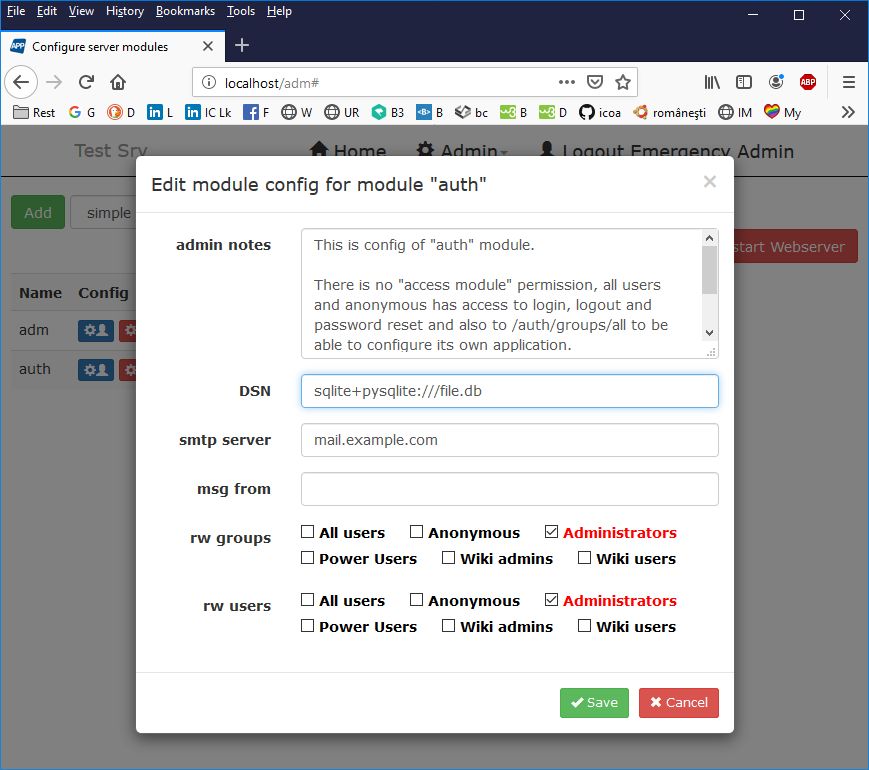 File Edit View History Bookmarks Tools Help
APP Configure server modules
localhost/adm#
ABP
Rest G G D in L in IC Lk f F W UR B3 <B> B bc w3 B w3 D icoa românești IM My
Test Srv Home Admin Logout Emergency Admin
Add simple
start Webserver
Name Config
adm
auth
Edit module config for module "auth"
admin notes
This is config of "auth" module.
There is no "access module" permission, all users
and anonymous has access to login, logout and
password reset and also to /auth/groups/all to be
able to configure its own application.
DSN sqlite+pysqlite:///file.db
smtp server mail.example.com
msg from
rw groups
All users Anonymous Administrators
Power Users Wiki admins Wiki users
rw users
All users Anonymous Administrators
Power Users Wiki admins Wiki users
Save Cancel